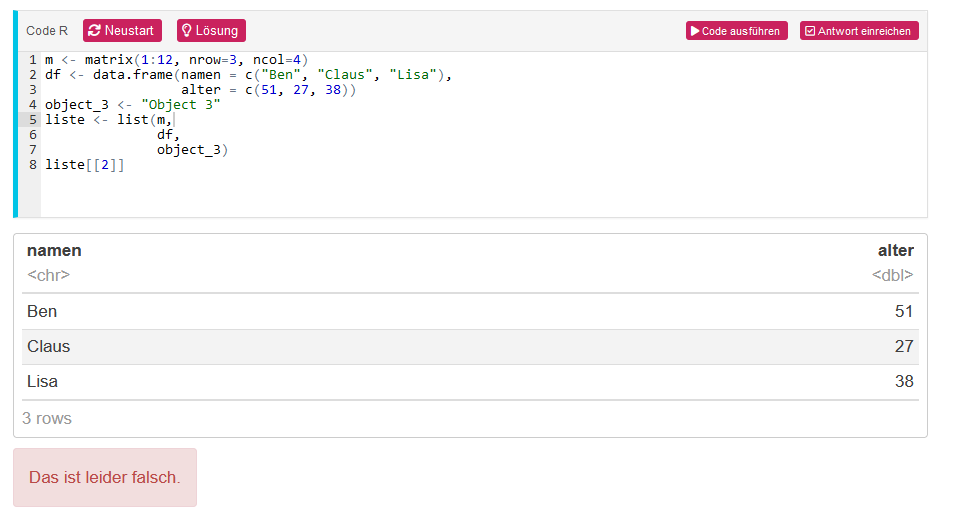 Code R Neustart Lösung Code ausführen Antwort einreichen
1 m <- matrix(1:12, nrow=3, ncol=4)
2 df <- data.frame(namen = c("Ben", "Claus", "Lisa"),
3                  alter = c(51, 27, 38))
4 object_3 <- "Object 3"
5 liste <- list(m,
6               df,
7               object_3)
8 liste[[2]]
namen alter
<chr> <dbl>
Ben 51
Claus 27
Lisa 38
3 rows
Das ist leider falsch.